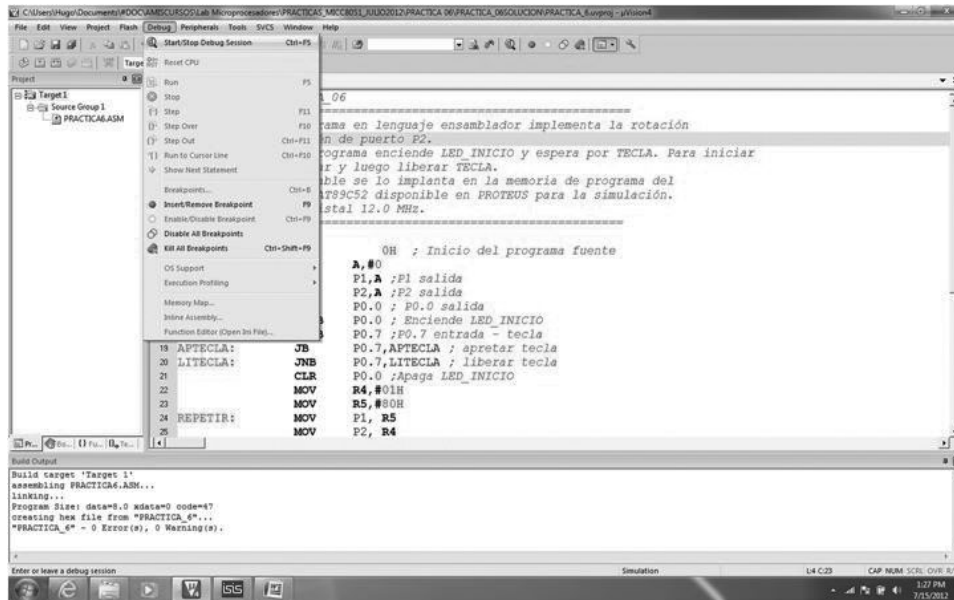 C:\Users\Hugo\Documents\#DOC\AMISCURSOS\Lab Microprocesadores\PRACTICAS_MICC8051_JULIO2012\PRACTICA 06\PRACTICA_06SOLUCION\PRACTICA_6.uvproj - µVision4
File Edit View Project Flash Debug Peripherals Tools SVCS Window Help
Start/Stop Debug Session Ctrl+F5
Reset CPU
Run F5
Stop
Step F11
Step Over F10
Step Out Ctrl+F11
Run to Cursor Line Ctrl+F10
Show Next Statement
Breakpoints... Ctrl+B
Insert/Remove Breakpoint F9
Enable/Disable Breakpoint Ctrl+F9
Disable All Breakpoints
Kill All Breakpoints Ctrl+Shift+F9
OS Support
Execution Profiling
Memory Map...
Inline Assembly...
Function Editor (Open Ini File)...
Targe
Project
Target 1
Source Group 1
PRACTICA6.ASM
_06
rama en lenguaje ensamblador implementa la rotación
n de puerto P2.
ograma enciende LED_INICIO y espera por TECLA. Para iniciar
r y luego liberar TECLA.
ble se lo implanta en la memoria de programa del
AT89C52 disponible en PROTEUS para la simulación.
istal 12.0 MHz.
0H ; Inicio del programa fuente
A,#0
P1,A ;P1 salida
P2,A ;P2 salida
P0.0 ; P0.0 salida
P0.0 ; Enciende LED_INICIO
P0.7 ;P0.7 entrada - tecla
19 APTECLA: JB P0.7,APTECLA ; apretar tecla
20 LITECLA: JNB P0.7,LITECLA ; liberar tecla
21 CLR P0.0 ;Apaga LED_INICIO
22 MOV R4,#01H
23 MOV R5,#80H
24 REPETIR: MOV P1, R5
25 MOV P2, R4
Pr... Bo... {} Fu... Te...
Build Output
Build target 'Target 1'
assembling PRACTICA6.ASM...
linking...
Program Size: data=8.0 xdata=0 code=47
creating hex file from "PRACTICA_6"...
"PRACTICA_6" - 0 Error(s), 0 Warning(s).
Enter or leave a debug session Simulation L:4 C:23 CAP NUM SCRL OVR R/
ISIS
1:27 PM
7/15/2012